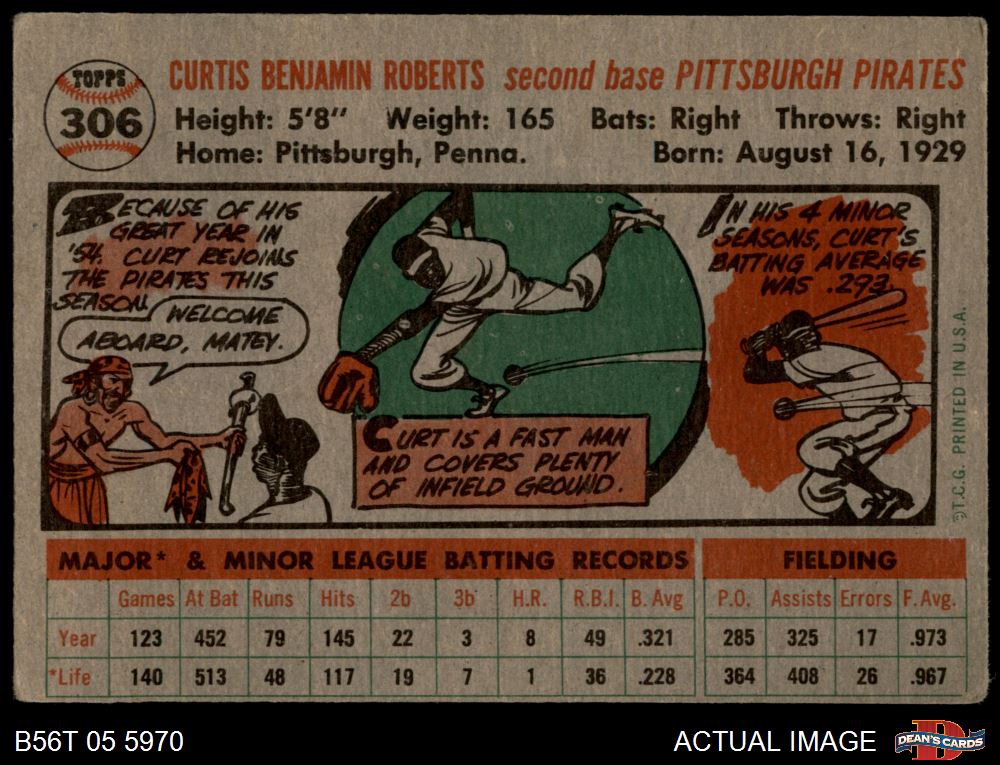 TOPPS
306
CURTIS BENJAMIN ROBERTS second base PITTSBURGH PIRATES
Height: 5'8" Weight: 165 Bats: Right Throws: Right
Home: Pittsburgh, Penna. Born: August 16, 1929
BECAUSE OF HIS
GREAT YEAR IN
'54. CURT REJOINS
THE PIRATES THIS
SEASON.
WELCOME
ABOARD, MATEY.
CURT IS A FAST MAN
AND COVERS PLENTY
OF INFIELD GROUND.
IN HIS 4 MINOR
SEASONS, CURT'S
BATTING AVERAGE
WAS .293.
©T.C.G. PRINTED IN U.S.A.
MAJOR* & MINOR LEAGUE BATTING RECORDS FIELDING
Games At Bat Runs Hits 2b 3b H.R. R.B.I. B. Avg P.O. Assists Errors F. Avg.
Year 123 452 79 145 22 3 8 49 .321 285 325 17 .973
*Life 140 513 48 117 19 7 1 36 .228 364 408 26 .967
B56T 05 5970 ACTUAL IMAGE DEAN'S CARDS